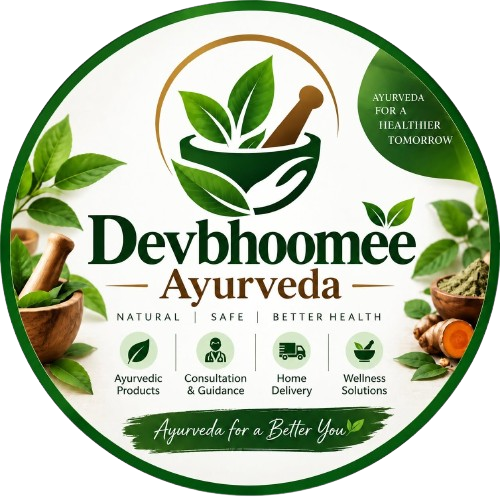 AYURVEDA
FOR A
HEALTHIER
TOMORROW
Devbhoomee
Ayurveda
NATURAL | SAFE | BETTER HEALTH
Ayurvedic
Products
Consultation
& Guidance
Home
Delivery
Wellness
Solutions
Ayurveda for a Better You